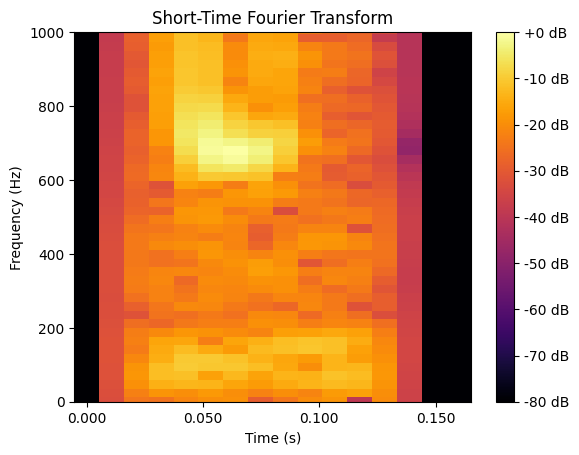 Short-Time Fourier Transform
1000
800
600
400
200
0
Frequency (Hz)
0.000
0.050
0.100
0.150
Time (s)
+0 dB
-10 dB
-20 dB
-30 dB
-40 dB
-50 dB
-60 dB
-70 dB
-80 dB